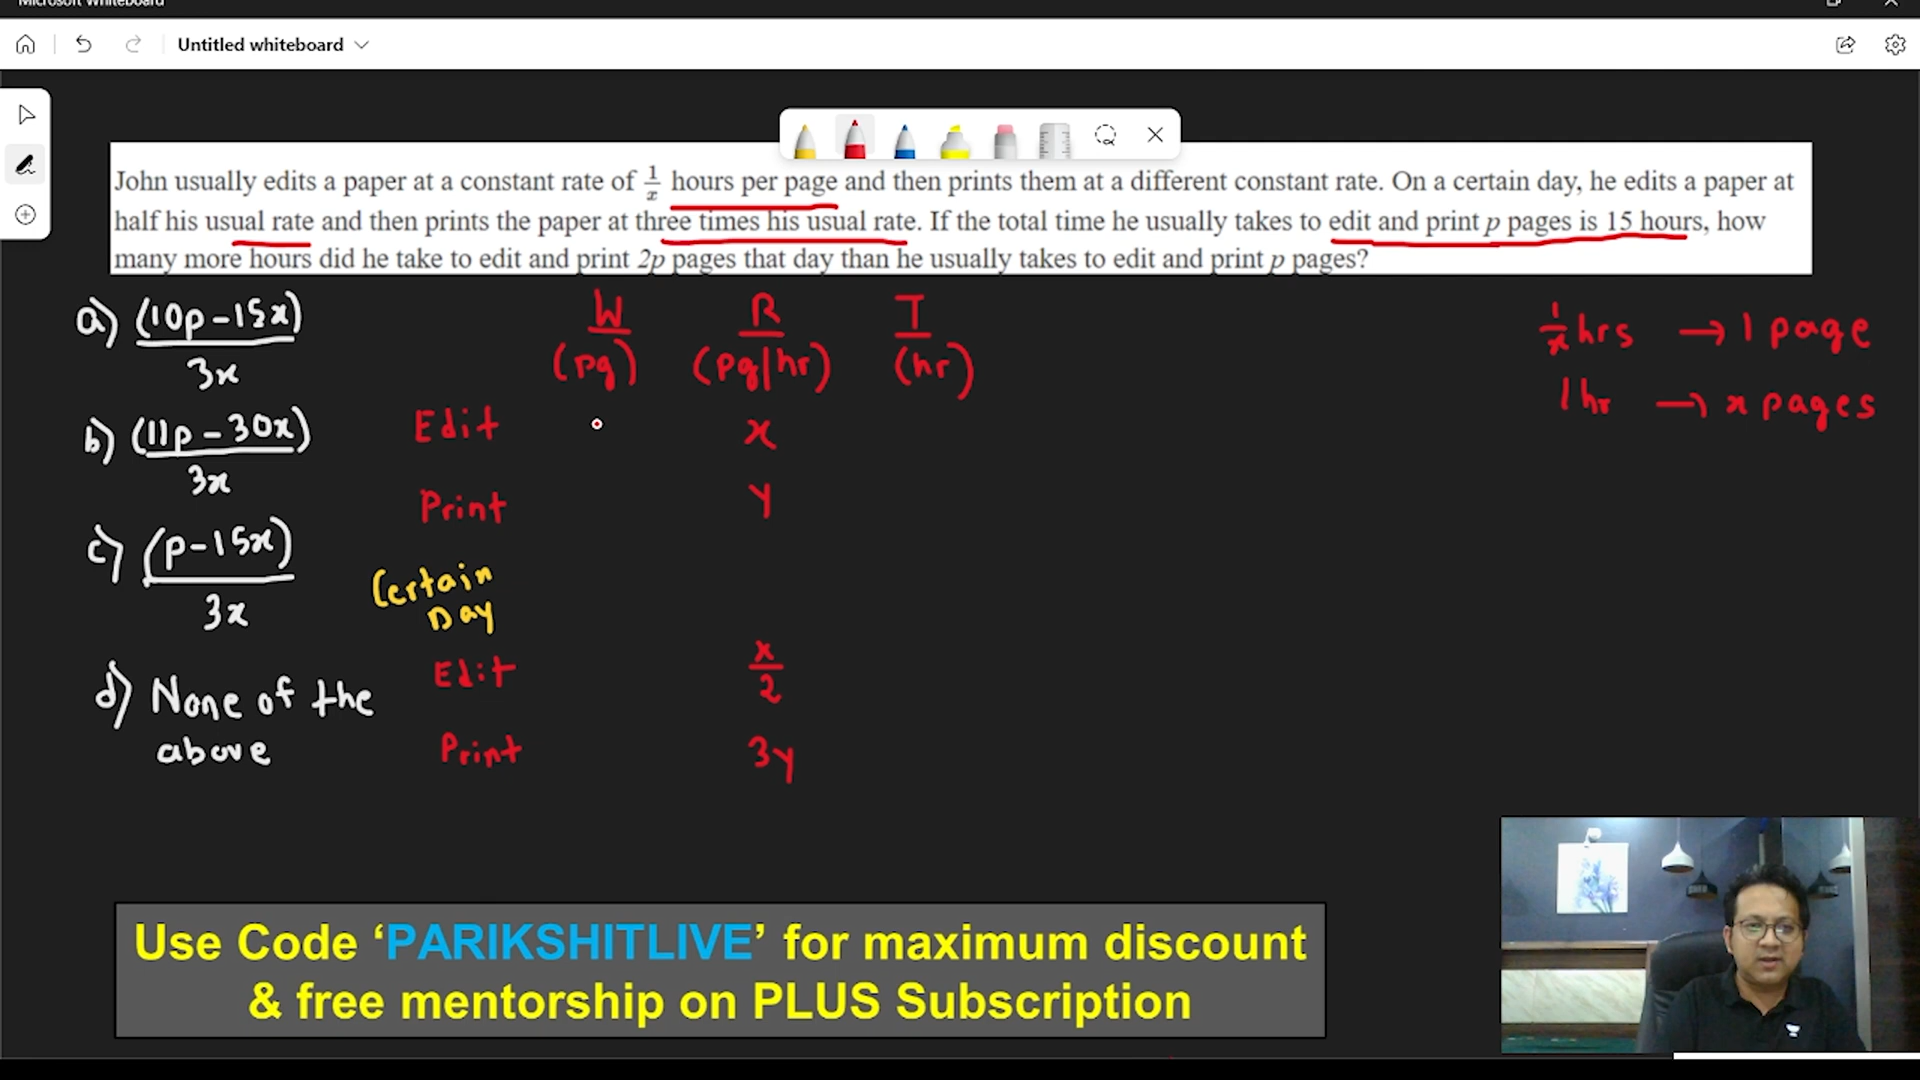 Microsoft Whiteboard
Untitled whiteboard
John usually edits a paper at a constant rate of 1/x hours per page and then prints them at a different constant rate. On a certain day, he edits a paper at
half his usual rate and then prints the paper at three times his usual rate. If the total time he usually takes to edit and print p pages is 15 hours, how
many more hours did he take to edit and print 2p pages that day than he usually takes to edit and print p pages?
a) (10p-15x)
3x
b) (11p-30x)
3x
c) (p-15x)
3x
d) None of the
above
W R T
(pg) (pg|hr) (hr)
Edit x
Print y
Certain
Day
Edit x/2
Print 3y
1/x hrs → 1 page
1 hr → x pages
Use Code ‘PARIKSHITLIVE’ for maximum discount
& free mentorship on PLUS Subscription